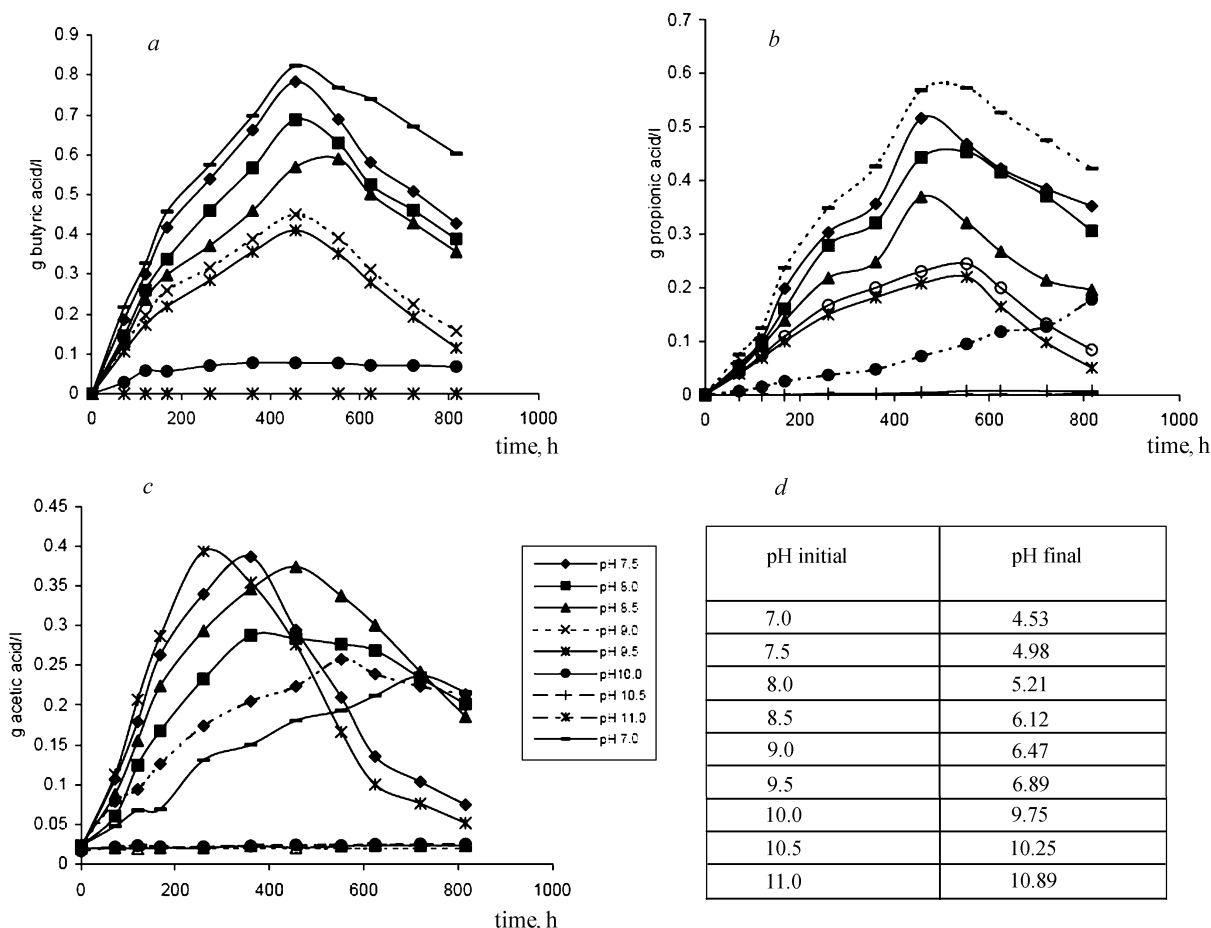 a
0.9
0.8
0.7
0.6
0.5
0.4
0.3
0.2
0.1
0
g butyric acid/l
0 200 400 600 800 1000
time, h
b
0.7
0.6
0.5
0.4
0.3
0.2
0.1
0
g propionic acid/l
0 200 400 600 800 1000
time, h
c
0.45
0.4
0.35
0.3
0.25
0.2
0.15
0.1
0.05
0
g acetic acid/l
0 200 400 600 800 1000
time, h
pH 7.5
pH 8.0
pH 8.5
pH 9.0
pH 9.5
pH10.0
pH 10.5
pH 11.0
pH 7.0
d
pH initial pH final
7.0 4.53
7.5 4.98
8.0 5.21
8.5 6.12
9.0 6.47
9.5 6.89
10.0 9.75
10.5 10.25
11.0 10.89